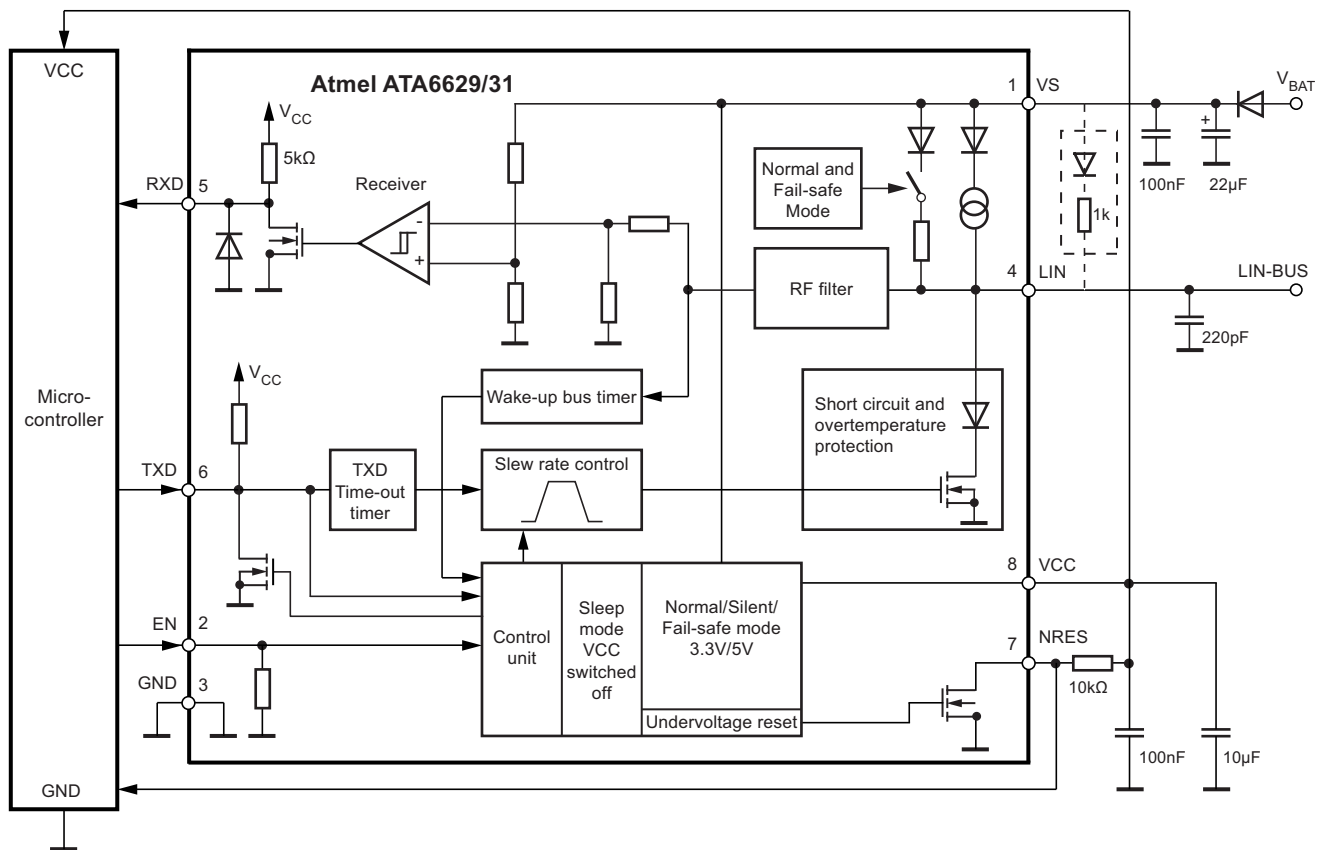 Atmel ATA6629/31
VCC
Micro-
controller
GND
RXD
5
VCC
5kΩ
Receiver
-
+
Normal and
Fail-safe
Mode
RF filter
1
VS
VBAT
100nF
+
22µF
1k
4
LIN
LIN-BUS
220pF
VCC
TXD
6
TXD
Time-out
timer
Wake-up bus timer
Slew rate control
Short circuit and
overtemperature
protection
EN
2
GND
3
Control
unit
Sleep
mode
VCC
switched
off
Normal/Silent/
Fail-safe mode
3.3V/5V
Undervoltage reset
8
VCC
7
NRES
10kΩ
100nF
10µF